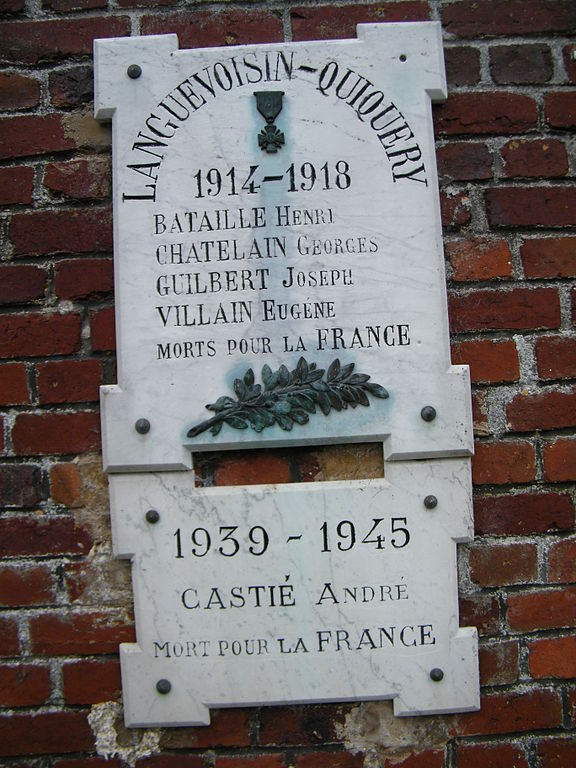 LANGUEVOISIN-QUIQUERY
1914-1918
BATAILLE HENRI
CHATELAIN GEORGES
GUILBERT JOSEPH
VILLAIN EUGÉNE
MORTS POUR LA FRANCE
1939 - 1945
CASTIÉ ANDRÉ
MORT POUR LA FRANCE